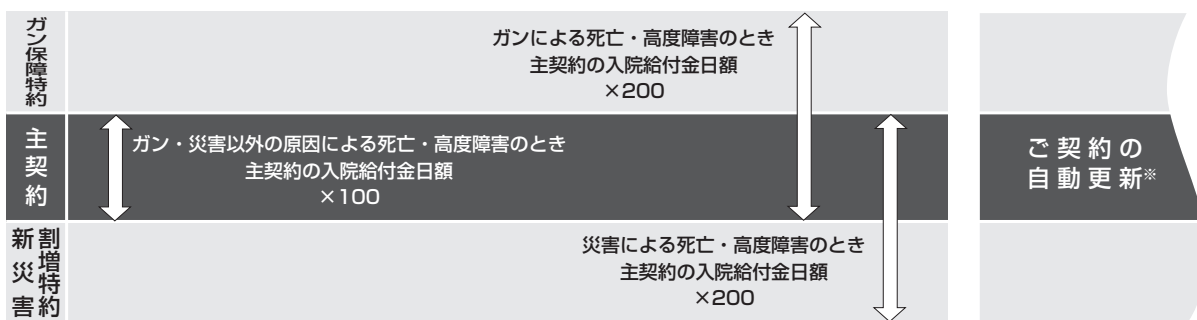 ガン保障特約
ガンによる死亡・高度障害のとき
主契約の入院給付金日額
×200
主契約
ガン・災害以外の原因による死亡・高度障害のとき
主契約の入院給付金日額
×100
ご契約の
自動更新※
新災害
割増特約
災害による死亡・高度障害のとき
主契約の入院給付金日額
×200